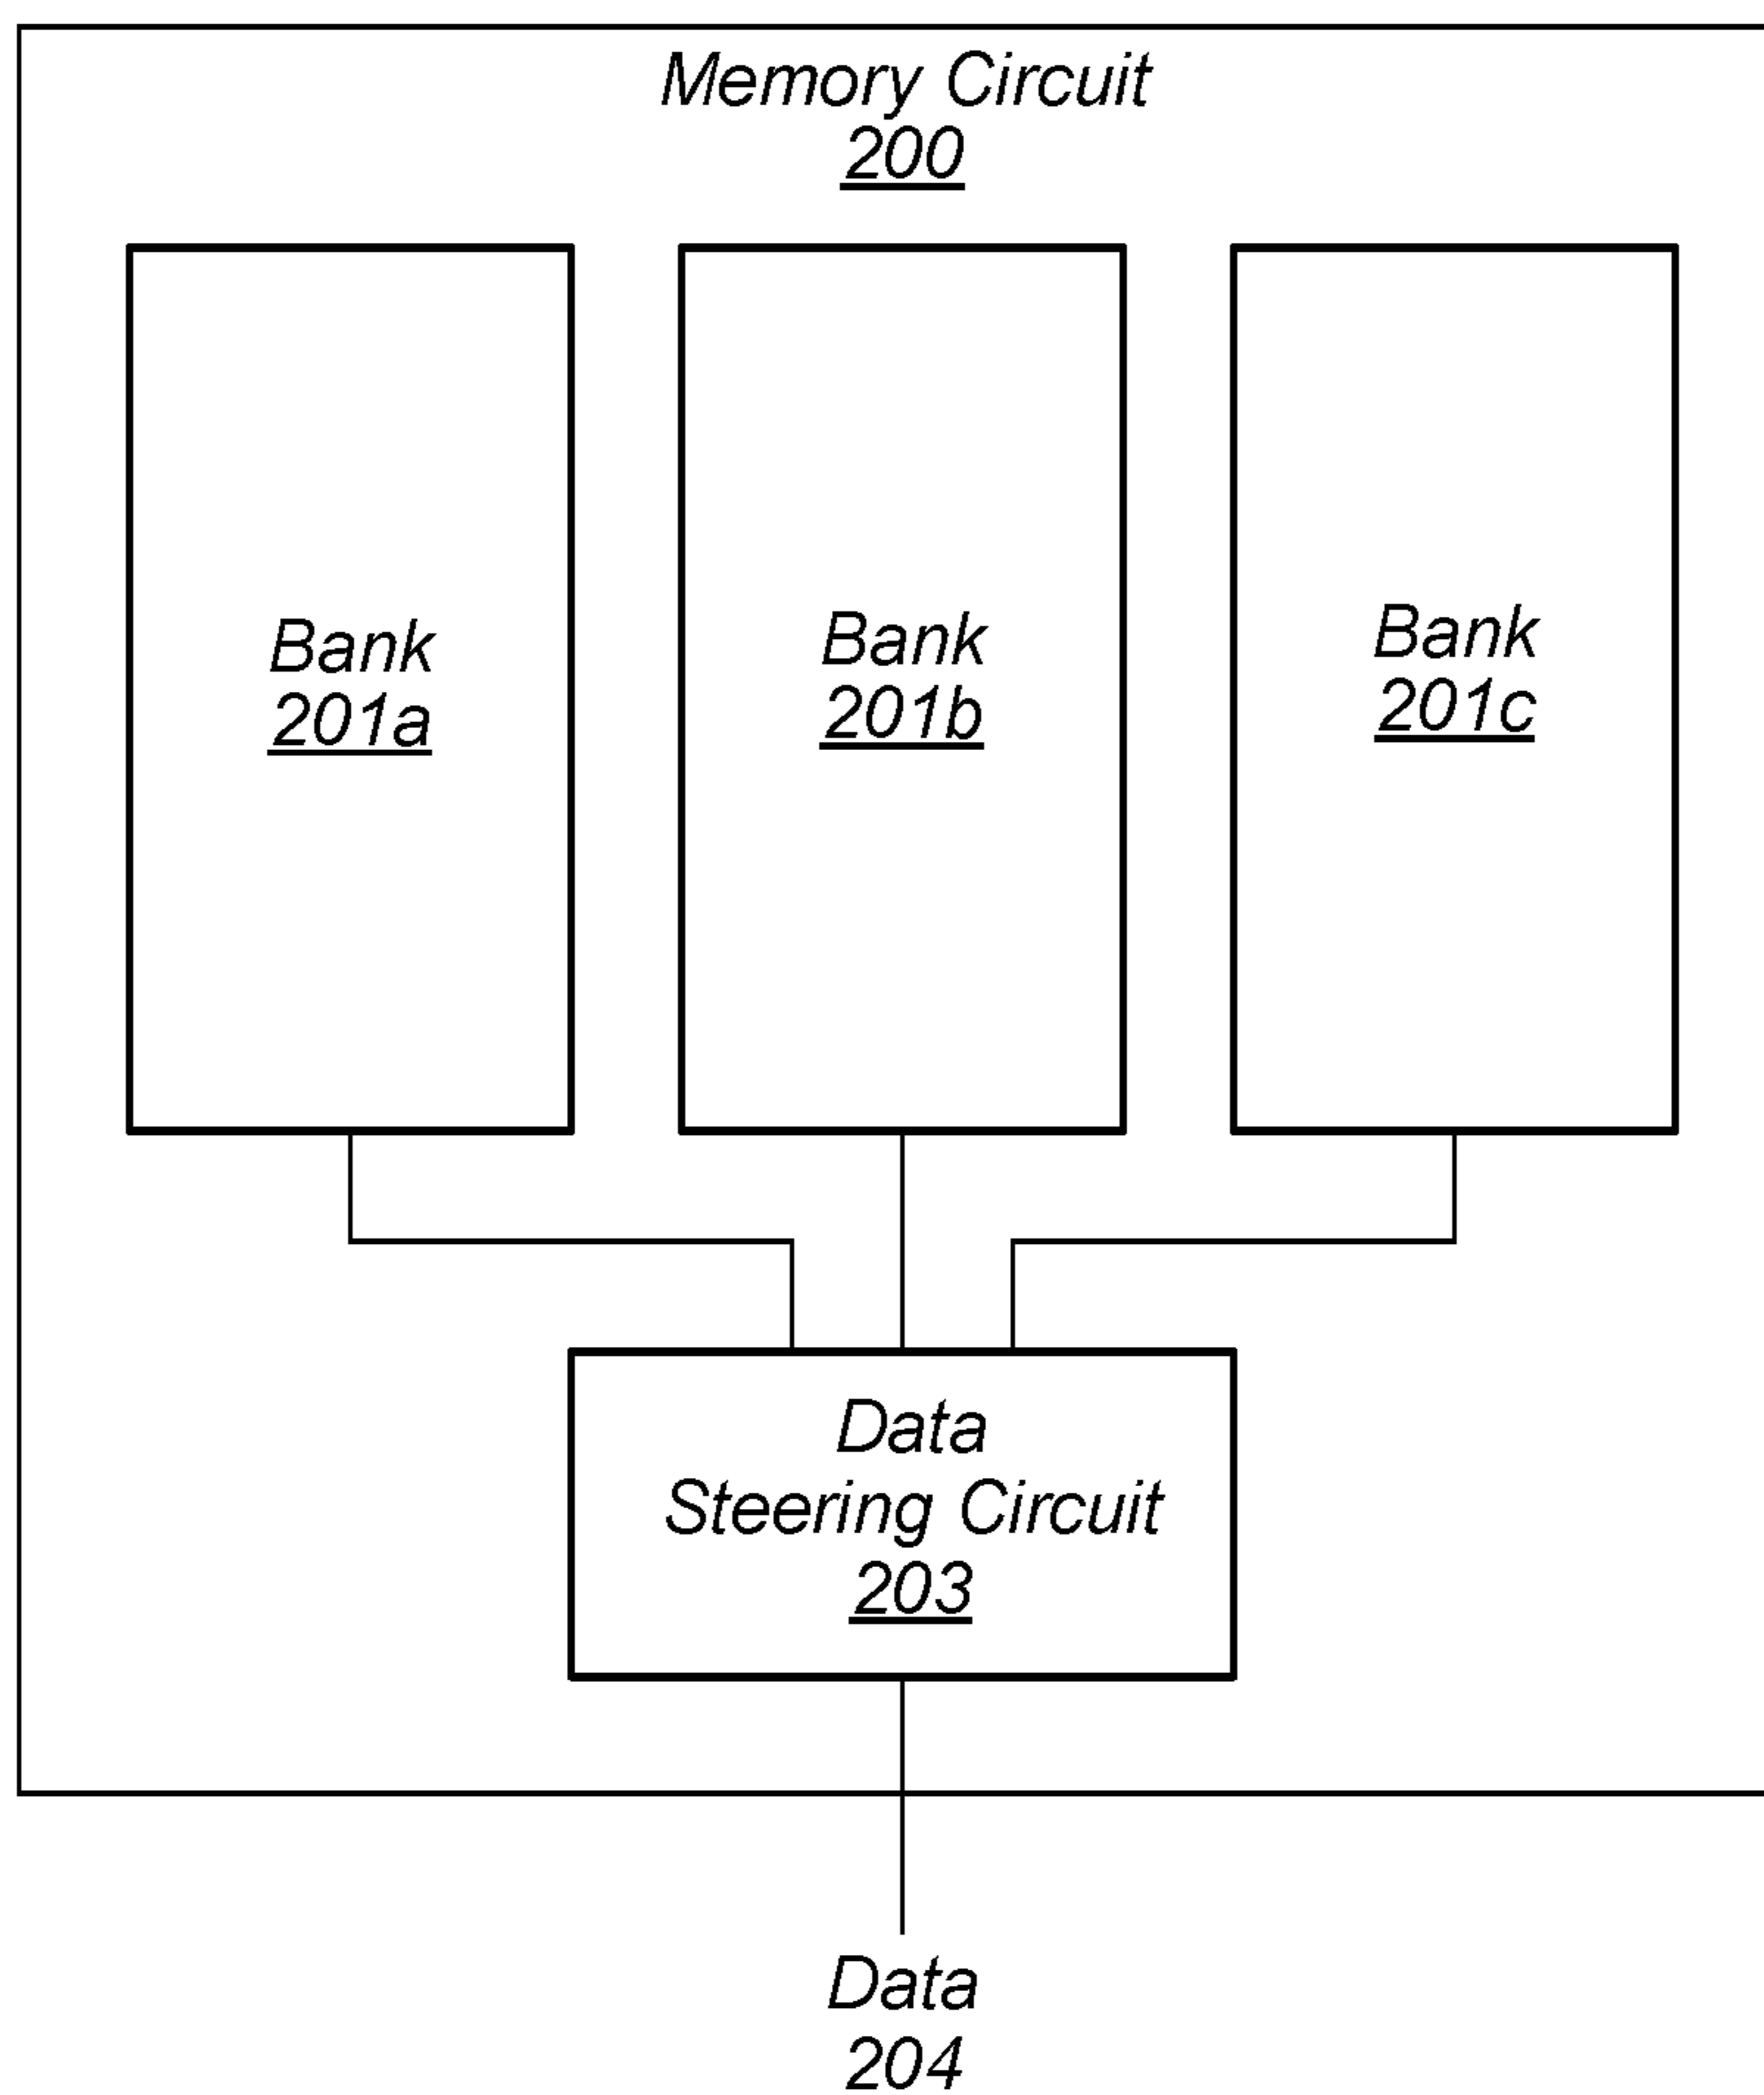 Memory Circuit
200
Bank
201a
Bank
201b
Bank
201c
Data
Steering Circuit
203
Data
204